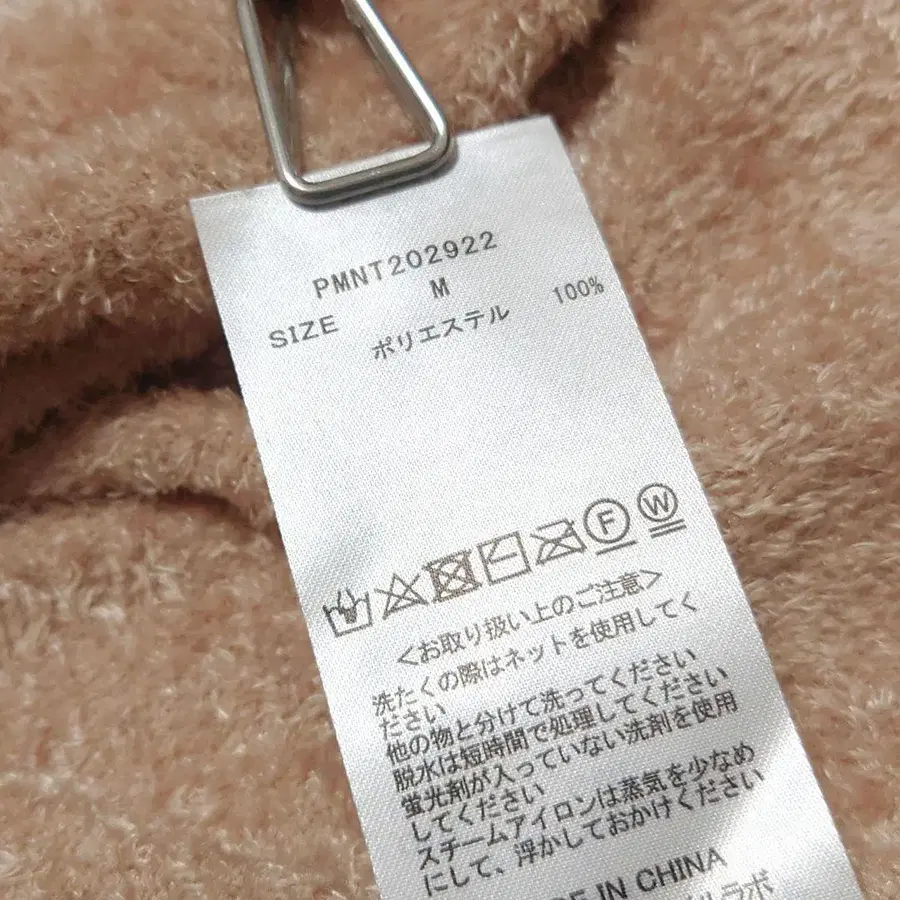 PMNT202922
SIZE M
ポリエステル 100%
F W
<お取り扱い上のご注意>
洗たくの際はネットを使用してく
ださい
他の物と分けて洗ってください
脱水は短時間で処理してください
蛍光剤が入っていない洗剤を使用
してください
スチームアイロンは蒸気を少なめ
にして、浮かしておかけください
IN CHINA
ルラボ